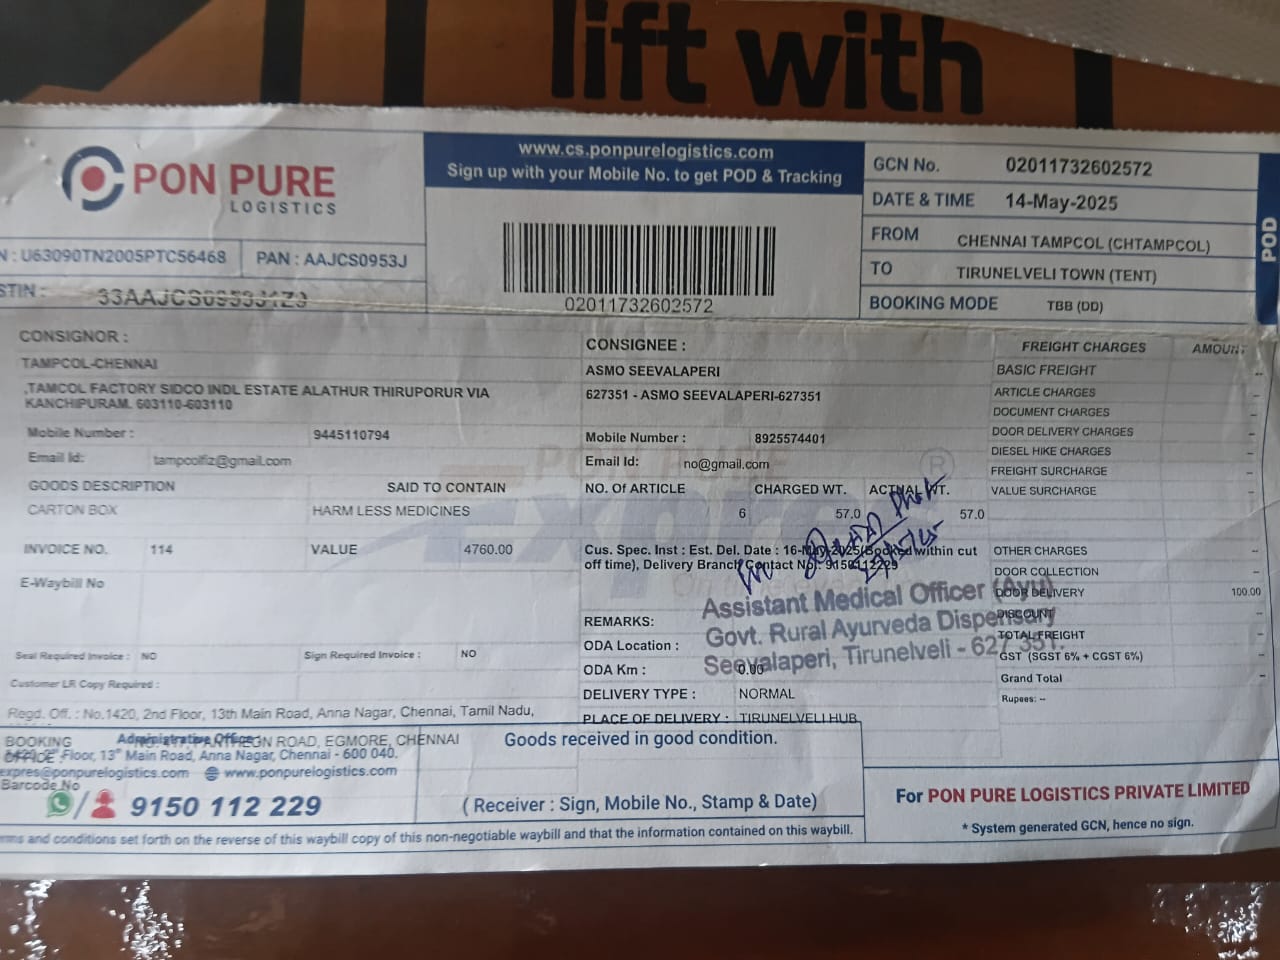 lift with
PON PURE
LOGISTICS
www.cs.ponpurelogistics.com
Sign up with your Mobile No. to get POD & Tracking
GCN No. 02011732602572
DATE & TIME 14-May-2025
FROM CHENNAI TAMPCOL (CHTAMPCOL)
TO TIRUNELVELI TOWN (TENT)
BOOKING MODE TBB (DD)
POD
N : U63090TN2005PTC56468 PAN : AAJCS0953J
STIN : 33AAJCS0953J1Z9
02011732602572
CONSIGNOR :
TAMPCOL-CHENNAI
,TAMCOL FACTORY SIDCO INDL ESTATE ALATHUR THIRUPORUR VIA
KANCHIPURAM. 603110-603110
Mobile Number : 9445110794
Email Id: tampcolfiz@gmail.com
GOODS DESCRIPTION SAID TO CONTAIN
CARTON BOX HARM LESS MEDICINES
INVOICE NO. 114 VALUE 4760.00
E-Waybill No
Seal Required Invoice : NO Sign Required Invoice : NO
Customer LR Copy Required :
Regd. Off. : No.1420, 2nd Floor, 13th Main Road, Anna Nagar, Chennai, Tamil Nadu,
CONSIGNEE :
ASMO SEEVALAPERI
627351 - ASMO SEEVALAPERI-627351
Mobile Number : 8925574401
Email Id: no@gmail.com
NO. Of ARTICLE CHARGED WT. ACTUAL WT.
6 57.0 57.0
Cus. Spec. Inst : Est. Del. Date : 16-May-2025(Booked within cut
off time), Delivery Branch Contact No : 9150112229
Assistant Medical Officer (Ayu)
Govt. Rural Ayurveda Dispensary
Seevalaperi, Tirunelveli - 627 351.
REMARKS:
ODA Location :
ODA Km : 0.00
DELIVERY TYPE : NORMAL
PLACE OF DELIVERY : TIRUNELVELI HUB
FREIGHT CHARGES AMOUNT
BASIC FREIGHT --
ARTICLE CHARGES --
DOCUMENT CHARGES --
DOOR DELIVERY CHARGES --
DIESEL HIKE CHARGES --
FREIGHT SURCHARGE --
VALUE SURCHARGE --
OTHER CHARGES --
DOOR COLLECTION --
DOOR DELIVERY 100.00
DISCOUNT --
TOTAL FREIGHT --
GST (SGST 6% + CGST 6%)
Grand Total --
Rupees: --
PON PURE
Express
BOOKING PANTHEON ROAD, EGMORE, CHENNAI
OFFICE :
Administrative Office:
Floor, 13th Main Road, Anna Nagar, Chennai - 600 040.
expres@ponpurelogistics.com www.ponpurelogistics.com
Barcode No
9150 112 229
Goods received in good condition.
( Receiver : Sign, Mobile No., Stamp & Date)
For PON PURE LOGISTICS PRIVATE LIMITED
* System generated GCN, hence no sign.
and conditions set forth on the reverse of this waybill copy of this non-negotiable waybill and that the information contained on this waybill.